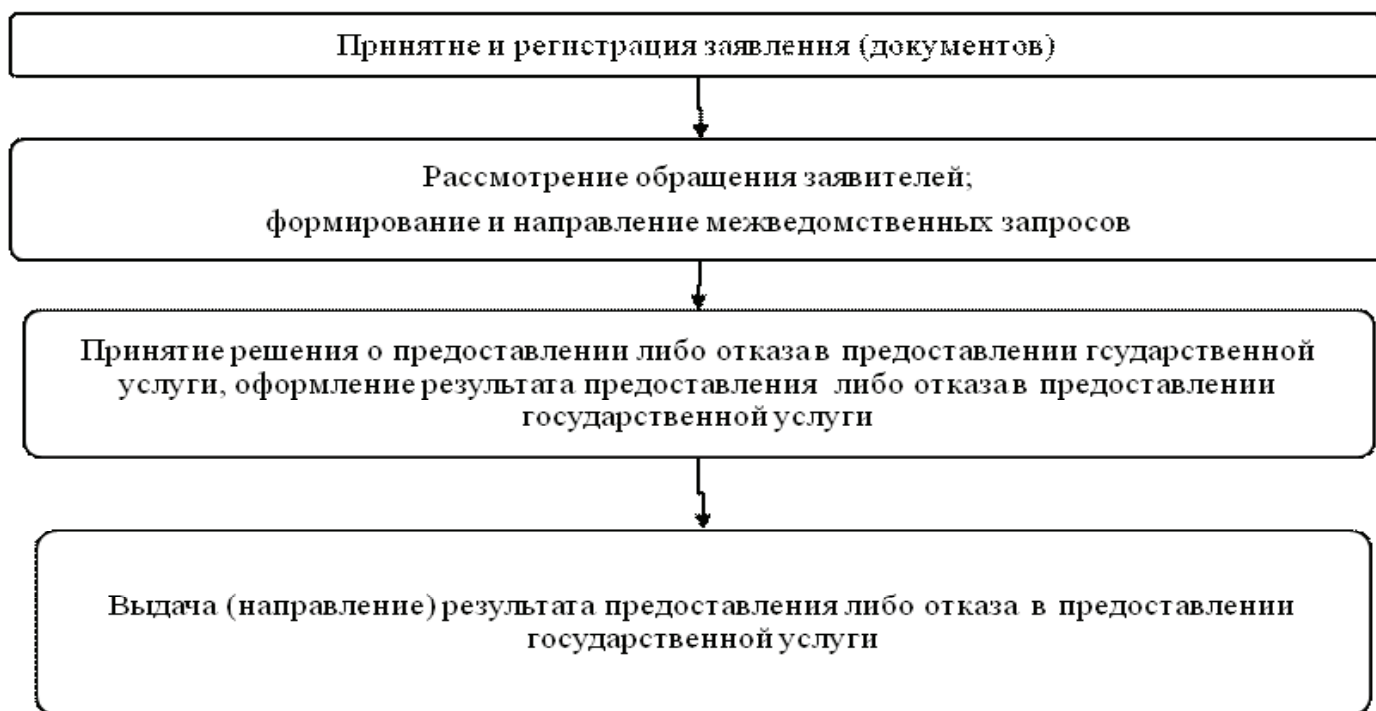 Принятие и регистрация заявления (документов)
Рассмотрение обращения заявителей;
формирование и направление межведомственных запросов
Принятие решения о предоставлении либо отказа в предоставлении гсударственной
услуги, оформление результата предоставления либо отказа в предоставлении
государственной услуги
Выдача (направление) результата предоставления либо отказа в предоставлении
государственной услуги